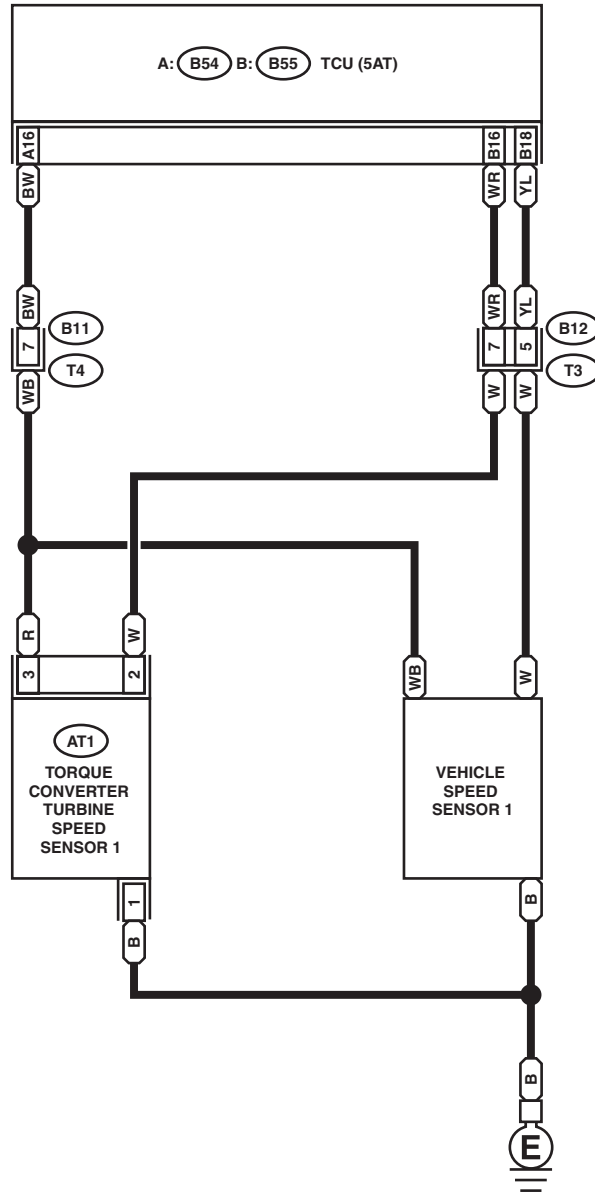 A: B54 B: B55 TCU (5AT)
A16 B16 B18
BW WR YL
BW WR YL
B11 B12
7 7 5
T4 T3
WB W W
R W
WB W
3 2
AT1
TORQUE
CONVERTER
TURBINE
SPEED
SENSOR 1
VEHICLE
SPEED
SENSOR 1
1
B
B
B
E